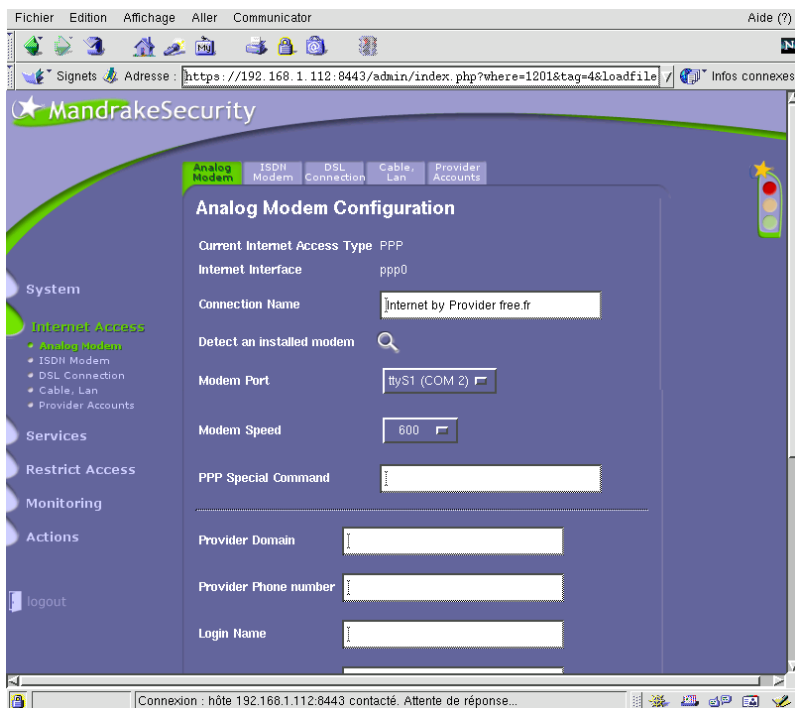 Fichier Edition Affichage Aller Communicator Aide (?)
MY
N
Signets Adresse : https://192.168.1.112:8443/admin/index.php?where=1201&tag=4&loadfile Infos connexes
MandrakeSecurity
Analog Modem ISDN Modem DSL Connection Cable, Lan Provider Accounts
Analog Modem Configuration
Current Internet Access Type PPP
Internet Interface ppp0
Connection Name Internet by Provider free.fr
Detect an installed modem
Modem Port ttyS1 (COM 2)
Modem Speed 600
PPP Special Command
Provider Domain
Provider Phone number
Login Name
System
Internet Access
Analog Modem
ISDN Modem
DSL Connection
Cable, Lan
Provider Accounts
Services
Restrict Access
Monitoring
Actions
logout
Connexion : hôte 192.168.1.112:8443 contacté. Attente de réponse...